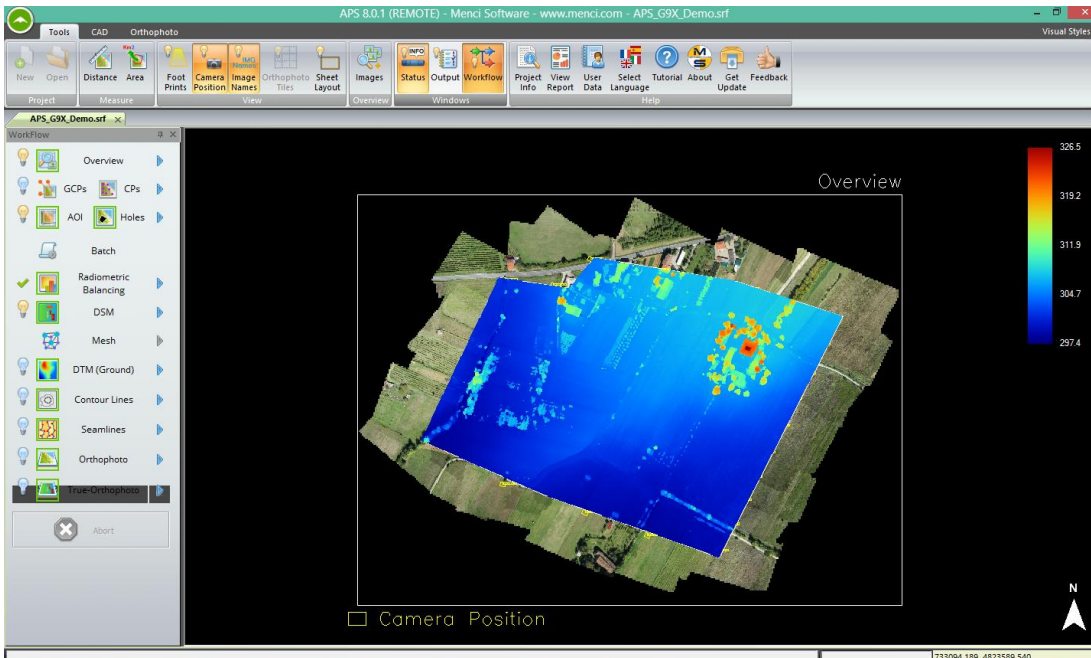 APS 8.0.1 (REMOTE) - Menci Software - www.menci.com - APS_G9X_Demo.srf
Tools CAD Orthophoto Visual Styles
New Open Distance Area Foot Prints Camera Position Image Names Orthophoto Tiles Sheet Layout Images Status Output Workflow Project Info View Report User Data Select Language Tutorial About Get Update Feedback
Project Measure View Overview Windows Help
APS_G9X_Demo.srf
WorkFlow
Overview
GCPs CPs
AOI Holes
Batch
Radiometric
Balancing
DSM
Mesh
DTM (Ground)
Contour Lines
Seamlines
Orthophoto
True-Orthophoto
Abort
Overview
326.5
319.2
311.9
304.7
297.4
Camera Position
N
733094.189, 4823589.540